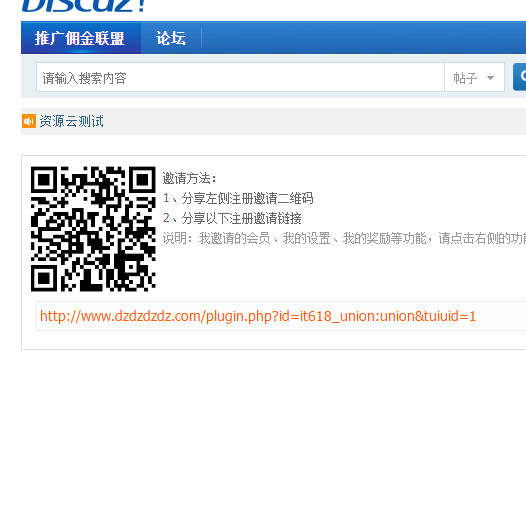 DISCUZ!
推广佣金联盟 论坛
请输入搜索内容 帖子
资源云测试
邀请方法：
1、分享左侧注册邀请二维码
2、分享以下注册邀请链接
说明：我邀请的会员、我的设置、我的奖励等功能，请点击右侧的功
http://www.dzdzdzdz.com/plugin.php?id=it618_union:union&tuiuid=1